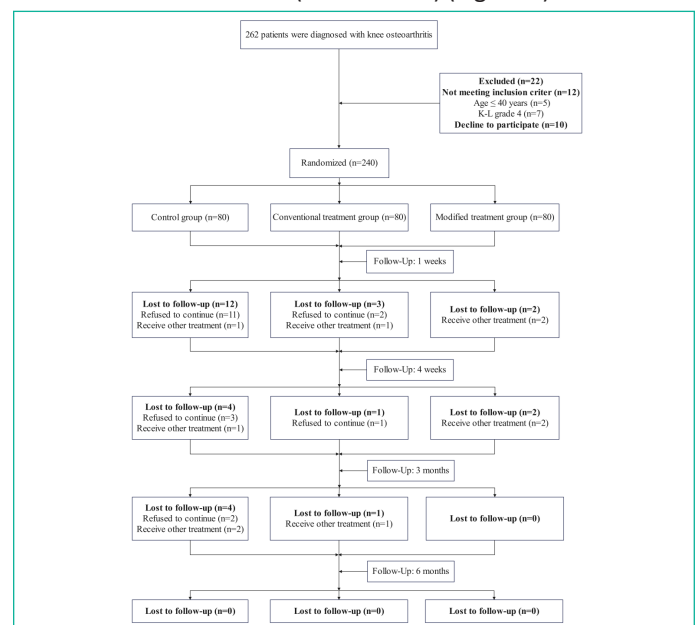 262 patients were diagnosed with knee osteoarthritis
Excluded (n=22)
Not meeting inclusion criter (n=12)
Age ≤ 40 years (n=5)
K-L grade 4 (n=7)
Decline to participate (n=10)
Randomized (n=240)
Control group (n=80)
Conventional treatment group (n=80)
Modified treatment group (n=80)
Follow-Up: 1 weeks
Lost to follow-up (n=12)
Refused to continue (n=11)
Receive other treatment (n=1)
Lost to follow-up (n=3)
Refused to continue (n=2)
Receive other treatment (n=1)
Lost to follow-up (n=2)
Receive other treatment (n=2)
Follow-Up: 4 weeks
Lost to follow-up (n=4)
Refused to continue (n=3)
Receive other treatment (n=1)
Lost to follow-up (n=1)
Refused to continue (n=1)
Lost to follow-up (n=2)
Receive other treatment (n=2)
Follow-Up: 3 months
Lost to follow-up (n=4)
Refused to continue (n=2)
Receive other treatment (n=2)
Lost to follow-up (n=1)
Receive other treatment (n=1)
Lost to follow-up (n=0)
Follow-Up: 6 months
Lost to follow-up (n=0)
Lost to follow-up (n=0)
Lost to follow-up (n=0)